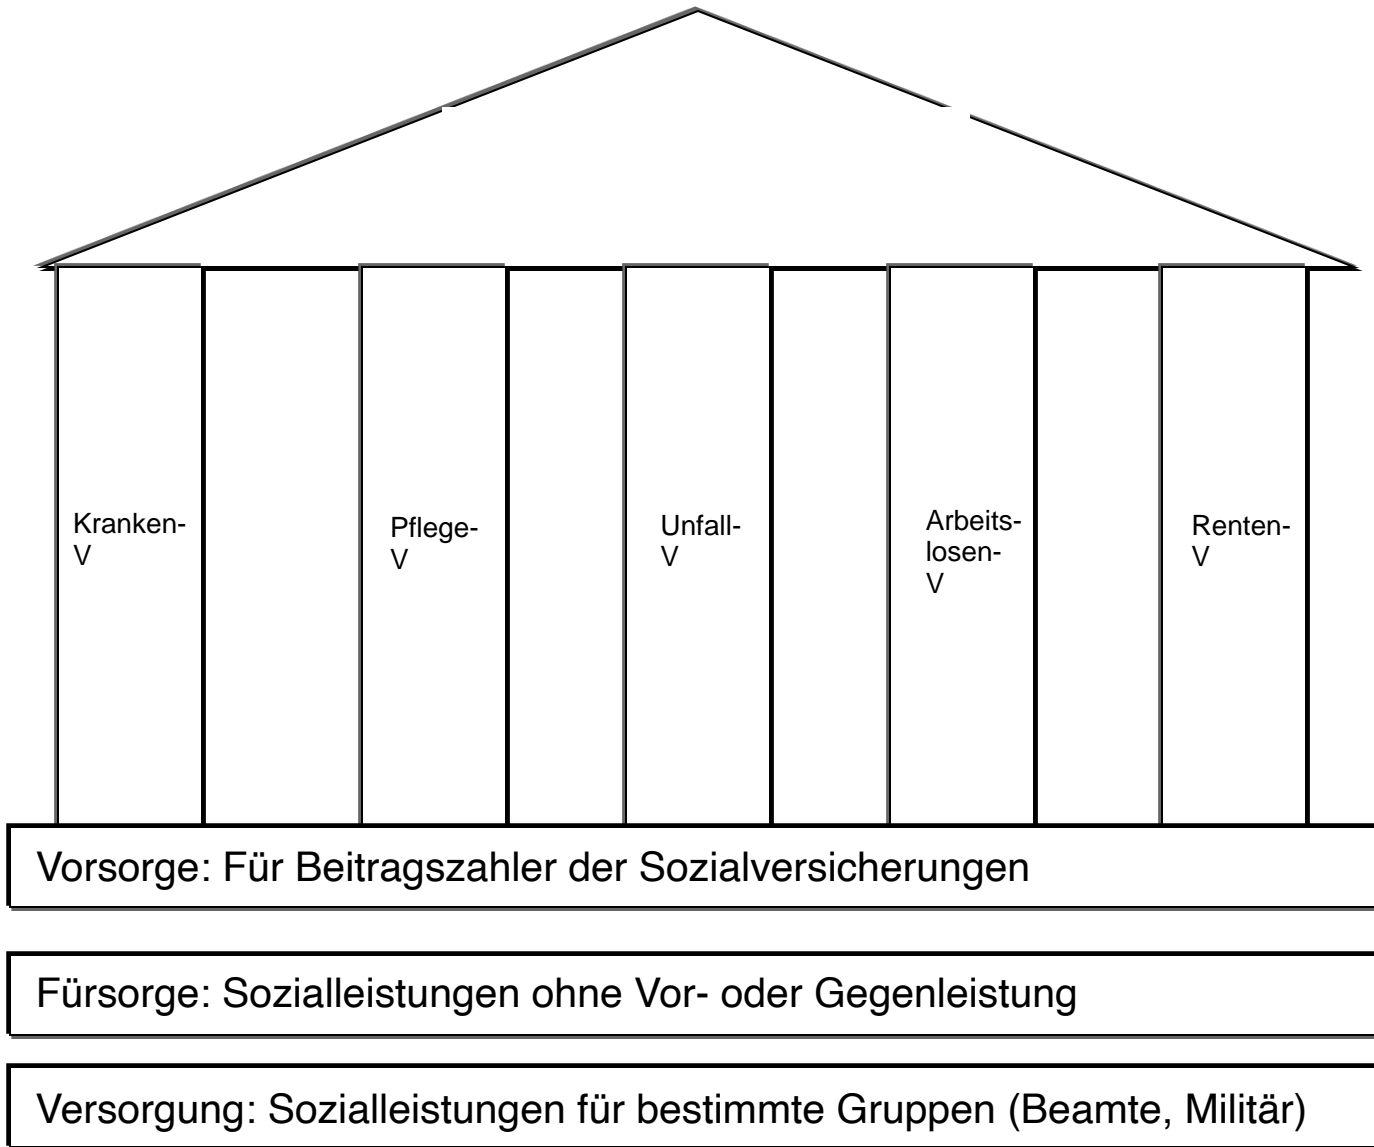 Kranken-
V
Pflege-
V
Unfall-
V
Arbeits-
losen-
V
Renten-
V
Vorsorge: Für Beitragszahler der Sozialversicherungen
Fürsorge: Sozialleistungen ohne Vor- oder Gegenleistung
Versorgung: Sozialleistungen für bestimmte Gruppen (Beamte, Militär)